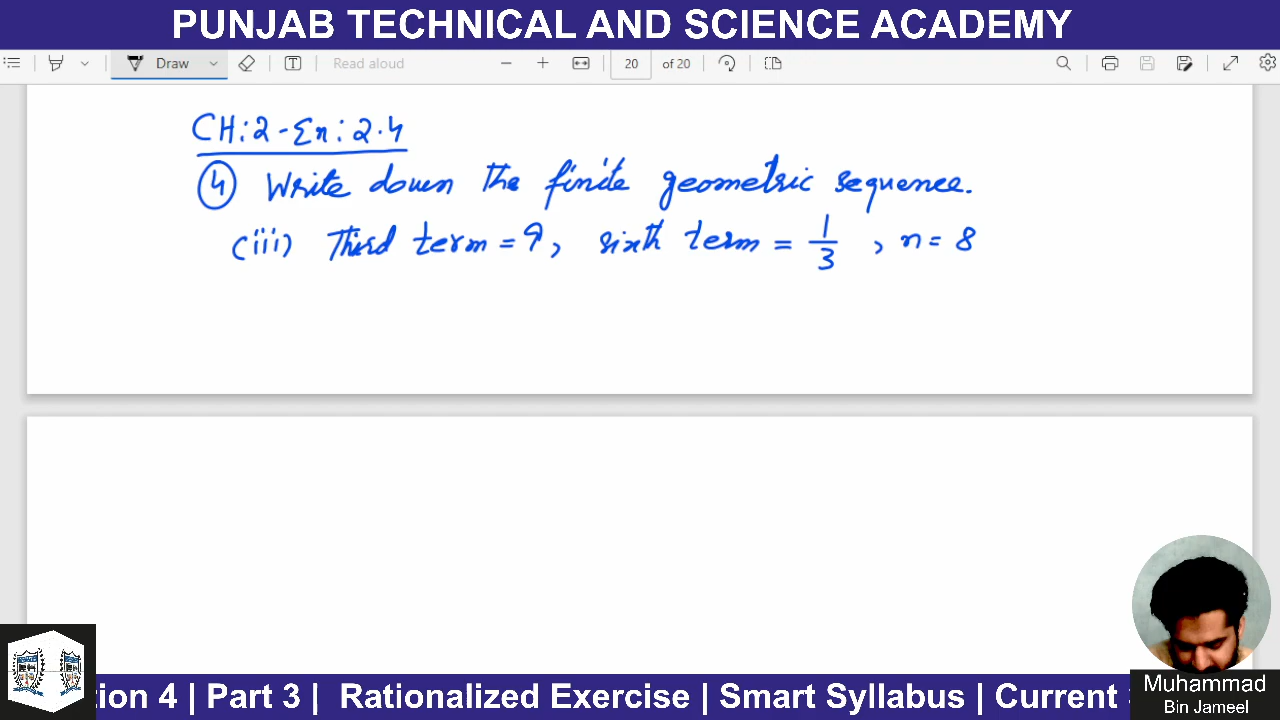 PUNJAB TECHNICAL AND SCIENCE ACADEMY
Draw Read aloud 20 of 20
CH:2-Ex:2.4
4 Write down the finite geometric sequence.
(iii) Third term = 9, sixth term = 1/3, n = 8
tion 4 | Part 3 | Rationalized Exercise | Smart Syllabus | Current
Muhammad
Bin Jameel